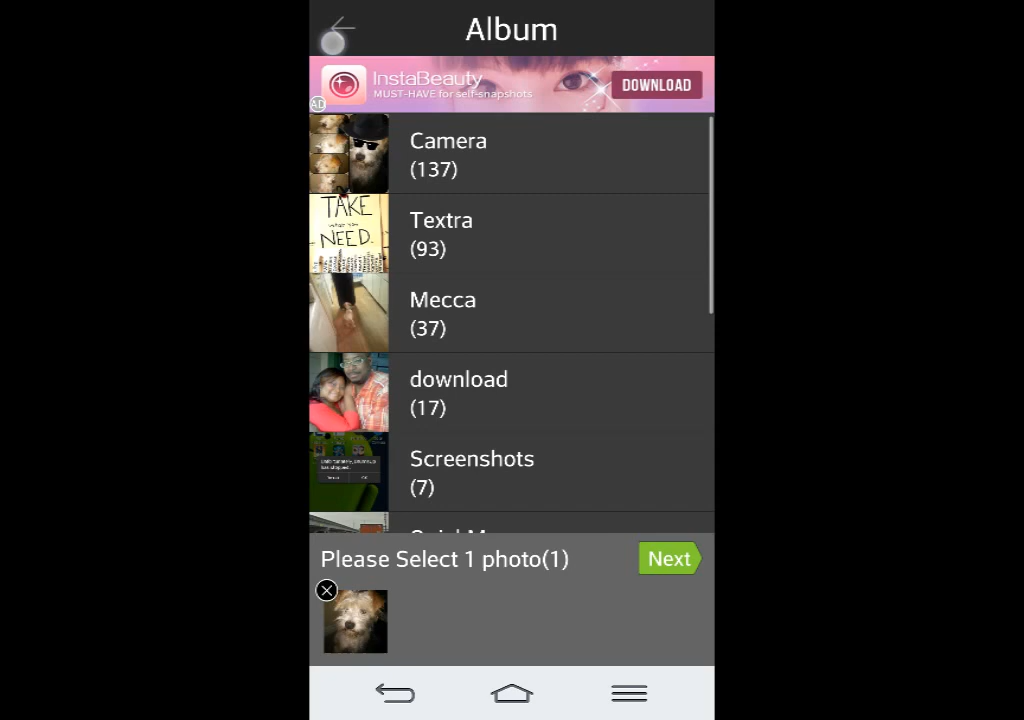 Album
InstaBeauty
MUST-HAVE for self-snapshots
DOWNLOAD
AD
Camera
(137)
TAKE
NEED.
Textra
(93)
Mecca
(37)
download
(17)
Screenshots
(7)
Please Select 1 photo(1)
Next